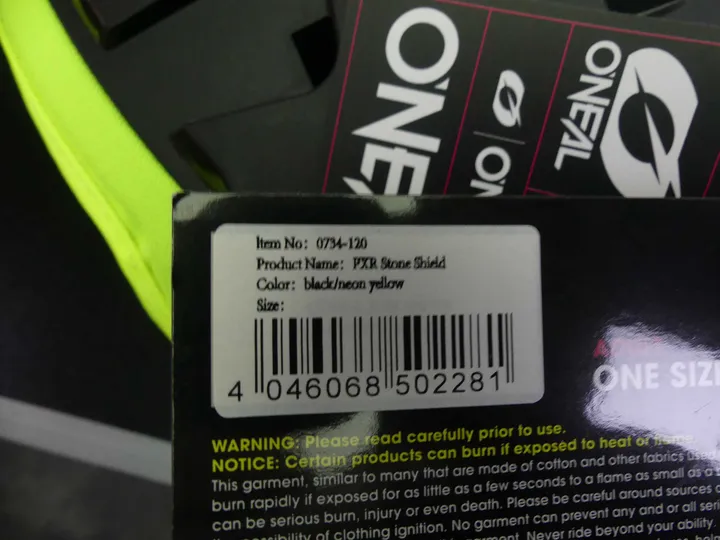 O'NEAL
ON
O'NEAL
Item No: 0734-120
Product Name: PXR Stone Shield
Color: black/neon yellow
Size:
4 046068 502281
ONE SIZE
WARNING: Please read carefully prior to use.
NOTICE: Certain products can burn if exposed to heat or flame.
This garment, similar to many that are made of cotton and other fabrics used
burn rapidly if exposed for as little as a few seconds to a flame as small as a
can be serious burn, injury or even death. Please be careful around sources
possibility of clothing ignition. No garment can prevent any and or all
garment. Never ride beyond your ability.